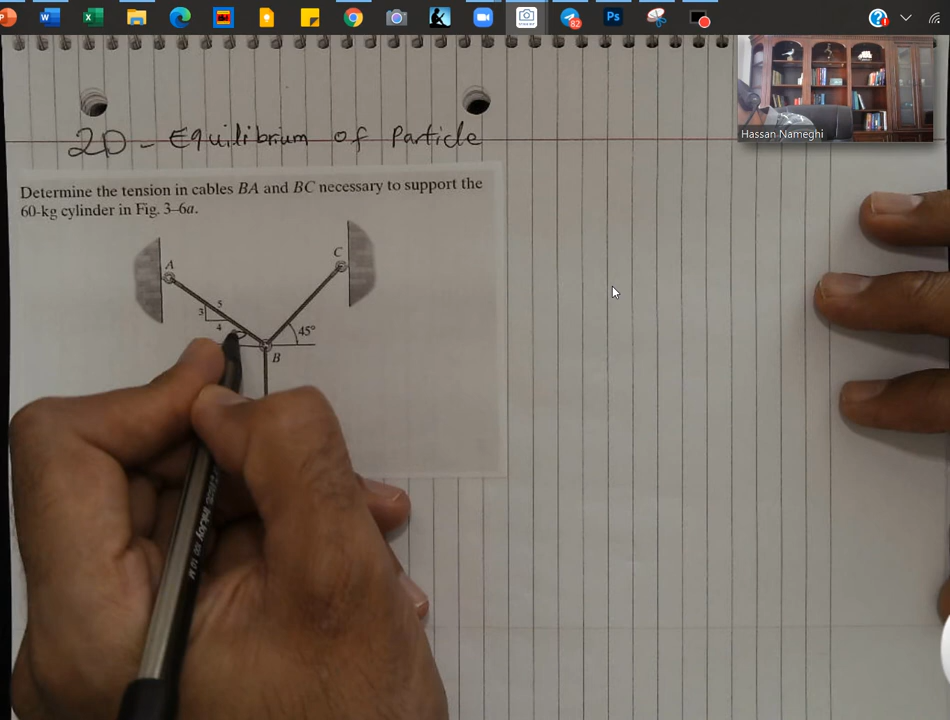 82
Hassan Nameghi
2D - Equilibrium of Particle
Determine the tension in cables BA and BC necessary to support the
60-kg cylinder in Fig. 3–6a.
C
A
5
3
4
45°
B